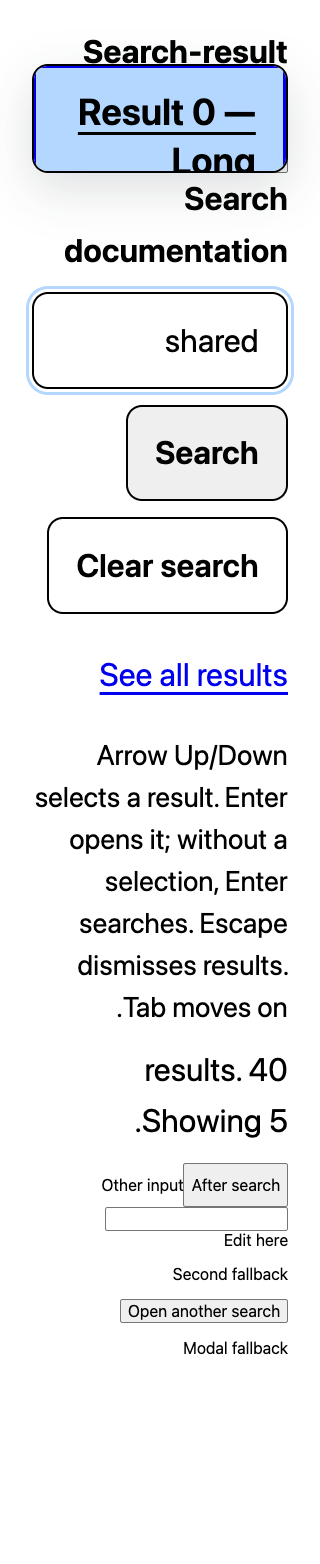 Search-result
Result 0 —
Long
Search
documentation
shared
Search
Clear search
See all results
Arrow Up/Down
selects a result. Enter
opens it; without a
selection, Enter
searches. Escape
dismisses results.
.Tab moves on
results. 40
.Showing 5
Other input After search
Edit here
Second fallback
Open another search
Modal fallback